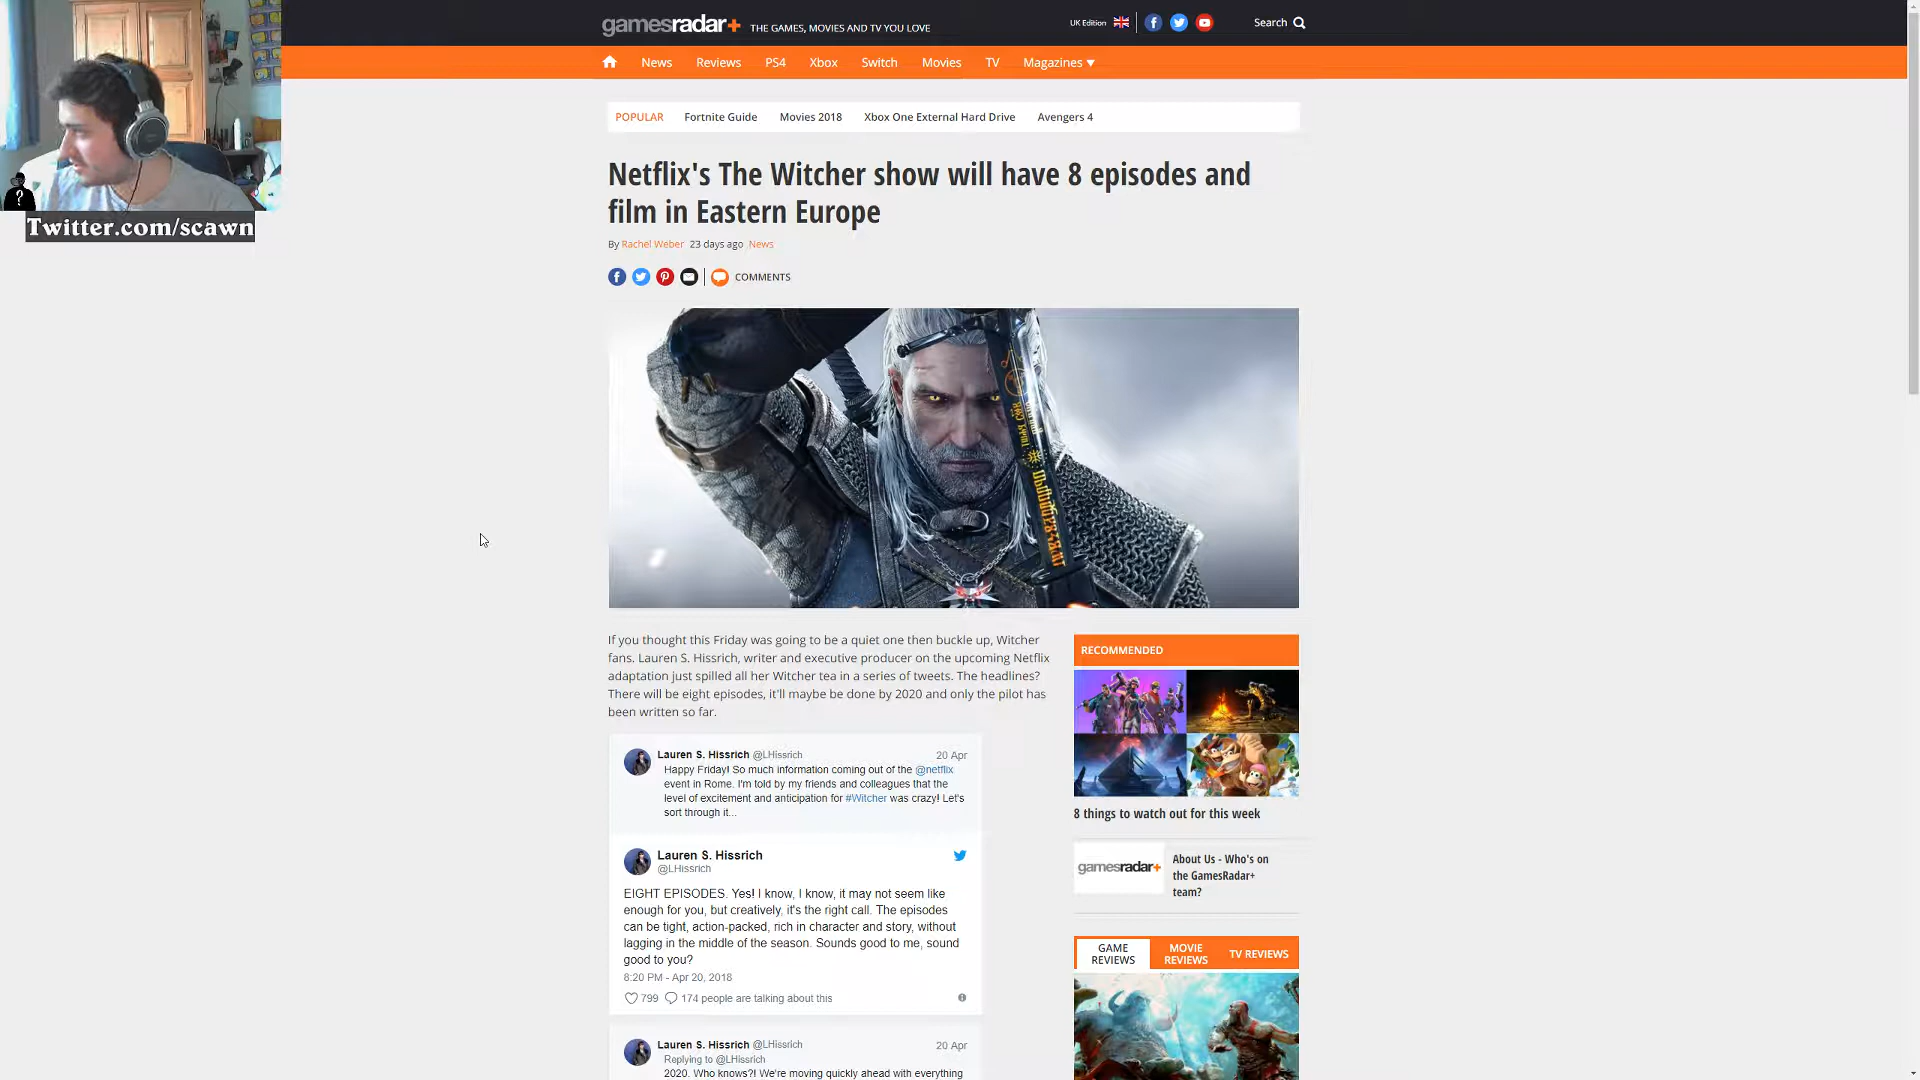 gamesradar+ THE GAMES, MOVIES AND TV YOU LOVE
UK Edition
Search
News Reviews PS4 Xbox Switch Movies TV Magazines ▼
POPULAR Fortnite Guide Movies 2018 Xbox One External Hard Drive Avengers 4
Twitter.com/scawn
Netflix's The Witcher show will have 8 episodes and
film in Eastern Europe
By Rachel Weber 23 days ago News
COMMENTS
If you thought this Friday was going to be a quiet one then buckle up, Witcher
fans. Lauren S. Hissrich, writer and executive producer on the upcoming Netflix
adaptation just spilled all her Witcher tea in a series of tweets. The headlines?
There will be eight episodes, it'll maybe be done by 2020 and only the pilot has
been written so far.
Lauren S. Hissrich @LHissrich 20 Apr
Happy Friday! So much information coming out of the @netflix
event in Rome. I'm told by my friends and colleagues that the
level of excitement and anticipation for #Witcher was crazy! Let's
sort through it...
Lauren S. Hissrich
@LHissrich
EIGHT EPISODES. Yes! I know, I know, it may not seem like
enough for you, but creatively, it's the right call. The episodes
can be tight, action-packed, rich in character and story, without
lagging in the middle of the season. Sounds good to me, sound
good to you?
8:20 PM - Apr 20, 2018
799 174 people are talking about this
Lauren S. Hissrich @LHissrich 20 Apr
Replying to @LHissrich
2020. Who knows?! We're moving quickly ahead with everything
RECOMMENDED
8 things to watch out for this week
gamesradar+
About Us - Who's on
the GamesRadar+
team?
GAME
REVIEWS
MOVIE
REVIEWS
TV REVIEWS